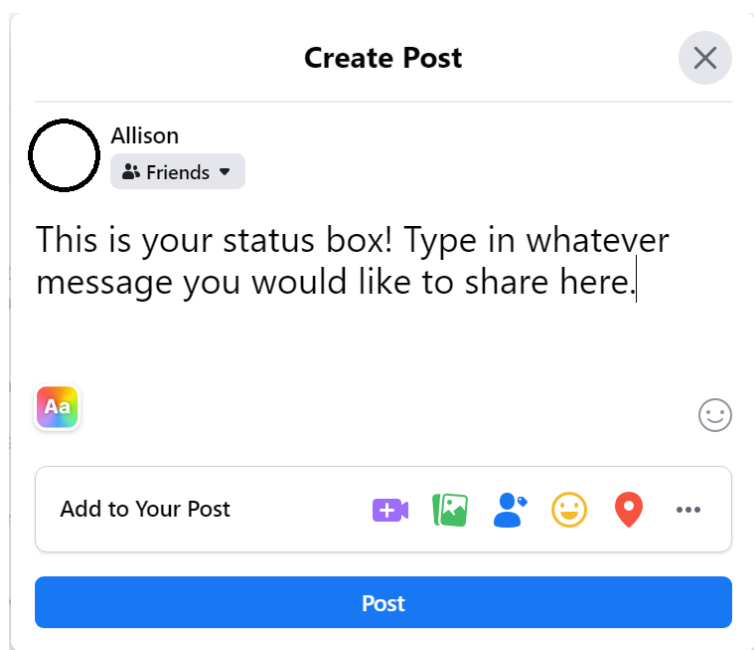 Create Post
Allison
Friends
This is your status box! Type in whatever
message you would like to share here.
Aa
Add to Your Post
Post